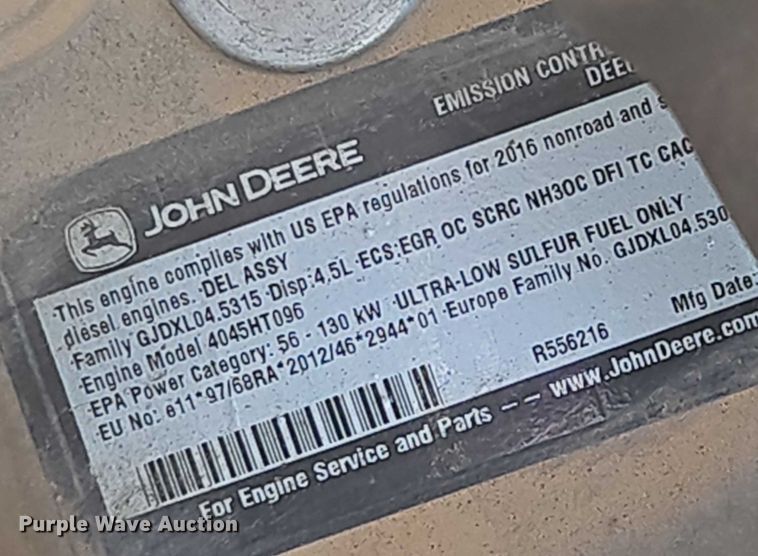 EMISSION CONTR
DEE
JOHN DEERE
This engine complies with US EPA regulations for 2016 nonroad and s
diesel engines. DEL ASSY
Family GJDXL04.5315 Disp:4,5L ECS:EGR OC SCRC NH3OC DFI TC CAC
Engine Model 4045HT096
EPA Power Category: 56 - 130 kW ULTRA-LOW SULFUR FUEL ONLY
EU No: e11*97/68RA*2012/46*2944*01 Europe Family No. GJDXL04.530
R556216 Mfg Date:
For Engine Service and Parts -- www.JohnDeere.com
Purple Wave Auction